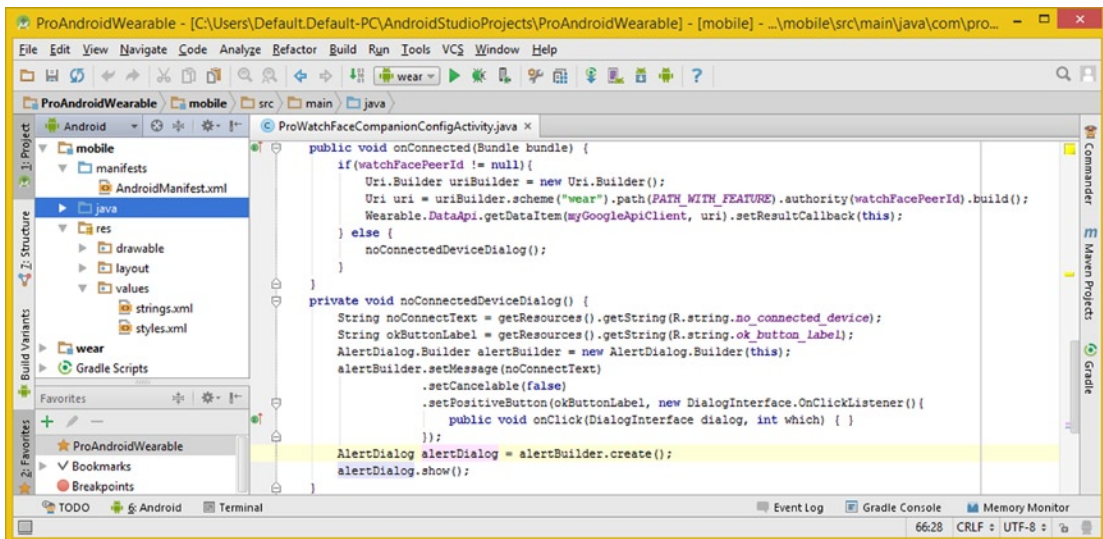 ProAndroidWearable - [C:\Users\Default.Default-PC\AndroidStudioProjects\ProAndroidWearable] - [mobile] - ...\mobile\src\main\java\com\pro...
File Edit View Navigate Code Analyze Refactor Build Run Tools VCS Window Help
wear
ProAndroidWearable mobile src main java
Android
ProWatchFaceCompanionConfigActivity.java
1: Project
7: Structure
Build Variants
2: Favorites
mobile
manifests
AndroidManifest.xml
java
res
drawable
layout
values
strings.xml
styles.xml
wear
Gradle Scripts
Favorites
ProAndroidWearable
Bookmarks
Breakpoints
public void onConnected(Bundle bundle) {
if(watchFacePeerId != null){
Uri.Builder uriBuilder = new Uri.Builder();
Uri uri = uriBuilder.scheme("wear").path(PATH_WITH_FEATURE).authority(watchFacePeerId).build();
Wearable.DataApi.getDataItem(myGoogleApiClient, uri).setResultCallback(this);
} else {
noConnectedDeviceDialog();
}
}
private void noConnectedDeviceDialog() {
String noConnectText = getResources().getString(R.string.no_connected_device);
String okButtonLabel = getResources().getString(R.string.ok_button_label);
AlertDialog.Builder alertBuilder = new AlertDialog.Builder(this);
alertBuilder.setMessage(noConnectText)
.setCancelable(false)
.setPositiveButton(okButtonLabel, new DialogInterface.OnClickListener(){
public void onClick(DialogInterface dialog, int which) { }
});
AlertDialog alertDialog = alertBuilder.create();
alertDialog.show();
}
Commander
Maven Projects
Gradle
TODO 6: Android Terminal Event Log Gradle Console Memory Monitor
66:28 CRLF UTF-8